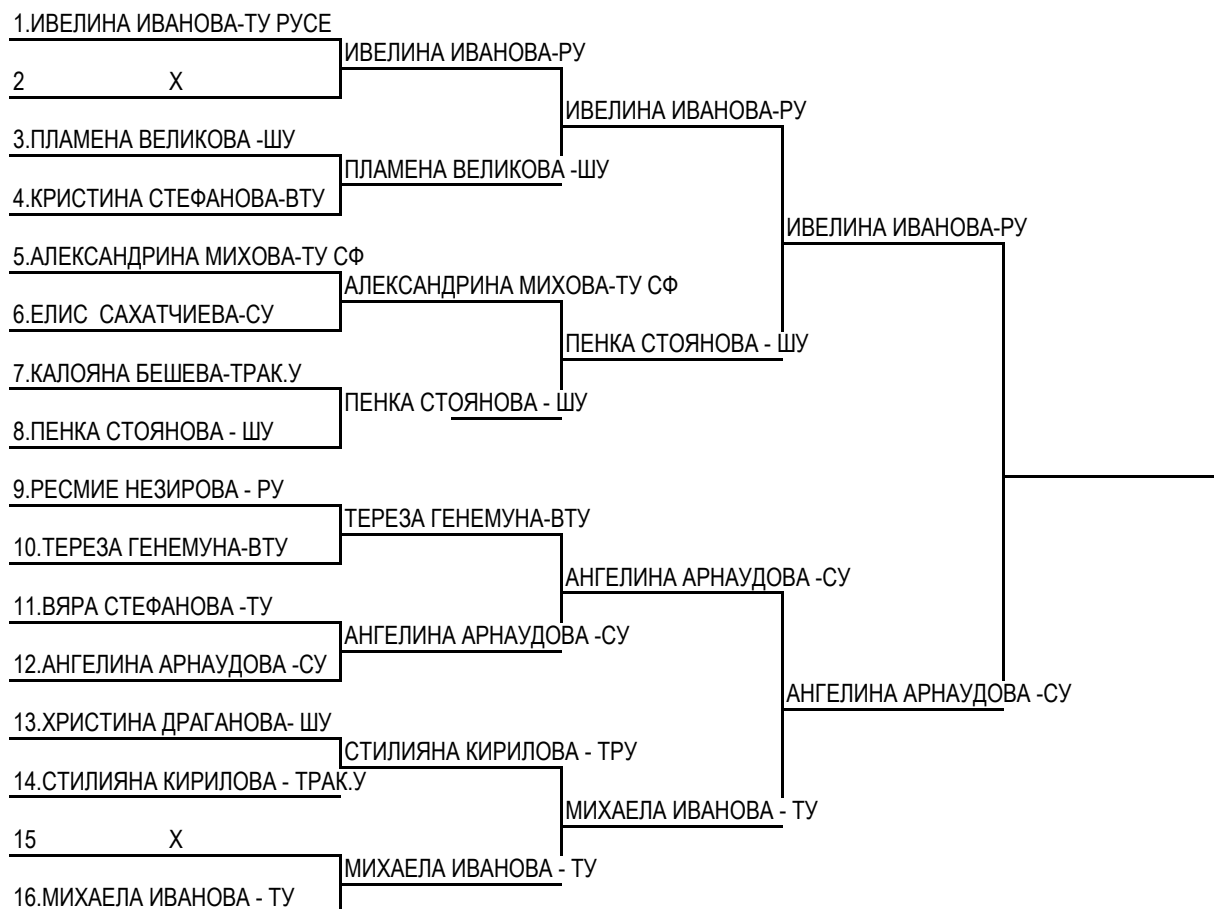 1.ИВЕЛИНА ИВАНОВА-ТУ РУСЕ
ИВЕЛИНА ИВАНОВА-РУ
2 Х
ИВЕЛИНА ИВАНОВА-РУ
3.ПЛАМЕНА ВЕЛИКОВА -ШУ
ПЛАМЕНА ВЕЛИКОВА -ШУ
4.КРИСТИНА СТЕФАНОВА-ВТУ
ИВЕЛИНА ИВАНОВА-РУ
5.АЛЕКСАНДРИНА МИХОВА-ТУ СФ
АЛЕКСАНДРИНА МИХОВА-ТУ СФ
6.ЕЛИС САХАТЧИЕВА-СУ
ПЕНКА СТОЯНОВА - ШУ
7.КАЛОЯНА БЕШЕВА-ТРАК.У
ПЕНКА СТОЯНОВА - ШУ
8.ПЕНКА СТОЯНОВА - ШУ
9.РЕСМИЕ НЕЗИРОВА - РУ
ТЕРЕЗА ГЕНЕМУНА-ВТУ
10.ТЕРЕЗА ГЕНЕМУНА-ВТУ
АНГЕЛИНА АРНАУДОВА -СУ
11.ВЯРА СТЕФАНОВА -ТУ
АНГЕЛИНА АРНАУДОВА -СУ
12.АНГЕЛИНА АРНАУДОВА -СУ
АНГЕЛИНА АРНАУДОВА -СУ
13.ХРИСТИНА ДРАГАНОВА- ШУ
СТИЛИЯНА КИРИЛОВА - ТРУ
14.СТИЛИЯНА КИРИЛОВА - ТРАК.У
МИХАЕЛА ИВАНОВА - ТУ
15 Х
МИХАЕЛА ИВАНОВА - ТУ
16.МИХАЕЛА ИВАНОВА - ТУ